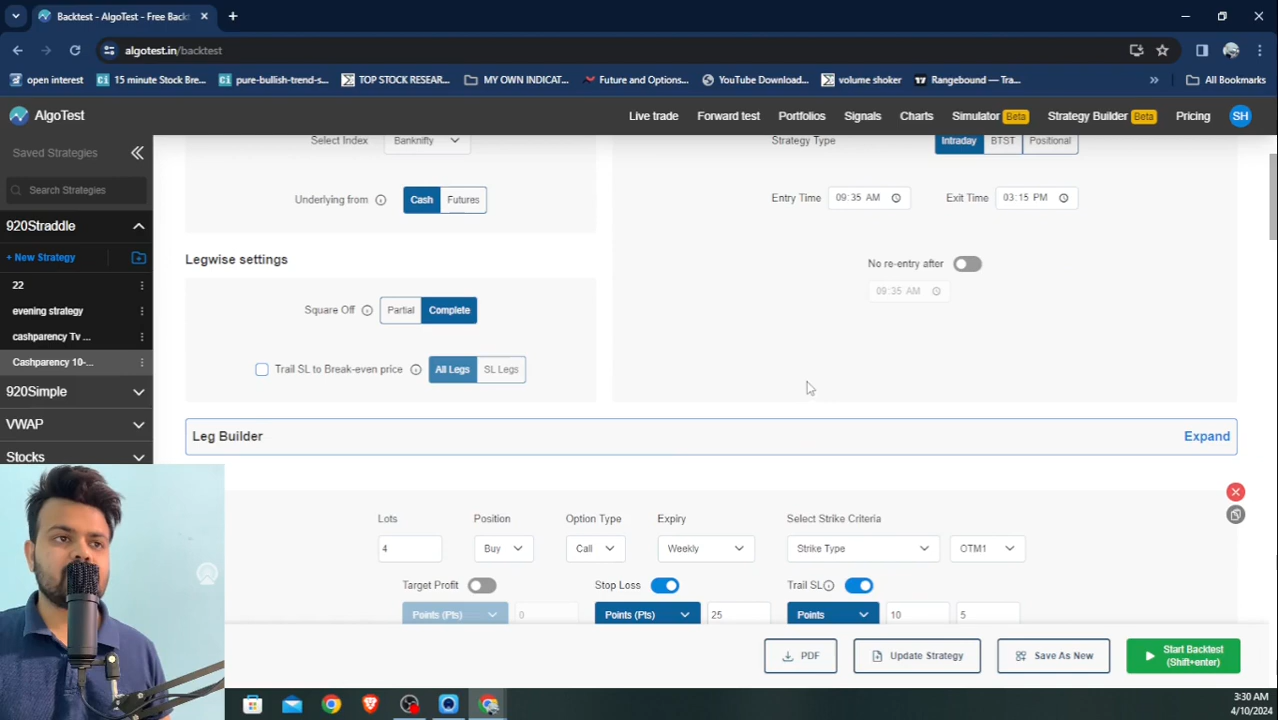 Backtest - AlgoTest - Free Back
algotest.in/backtest
open interest
15 minute Stock Bre...
pure-bullish-trend-s...
TOP STOCK RESEAR...
MY OWN INDICAT...
Future and Options...
YouTube Download...
volume shoker
Rangebound — Tra...
»
All Bookmarks
AlgoTest
Live trade
Forward test
Portfolios
Signals
Charts
Simulator Beta
Strategy Builder Beta
Pricing
SH
Saved Strategies
Search Strategies
920Straddle
+ New Strategy
22
evening strategy
cashparency Tv ...
Cashparency 10-...
920Simple
VWAP
Stocks
Select Index Banknifty
Underlying from Cash Futures
Strategy Type Intraday BTST Positional
Entry Time 09:35 AM Exit Time 03:15 PM
No re-entry after
09:35 AM
Legwise settings
Square Off Partial Complete
Trail SL to Break-even price All Legs SL Legs
Leg Builder Expand
Lots Position Option Type Expiry Select Strike Criteria
4 Buy Call Weekly Strike Type OTM1
Target Profit Stop Loss Trail SL
Points (Pts) 0 Points (Pts) 25 Points 10 5
PDF
Update Strategy
Save As New
Start Backtest
(Shift+enter)
3:30 AM
4/10/2024